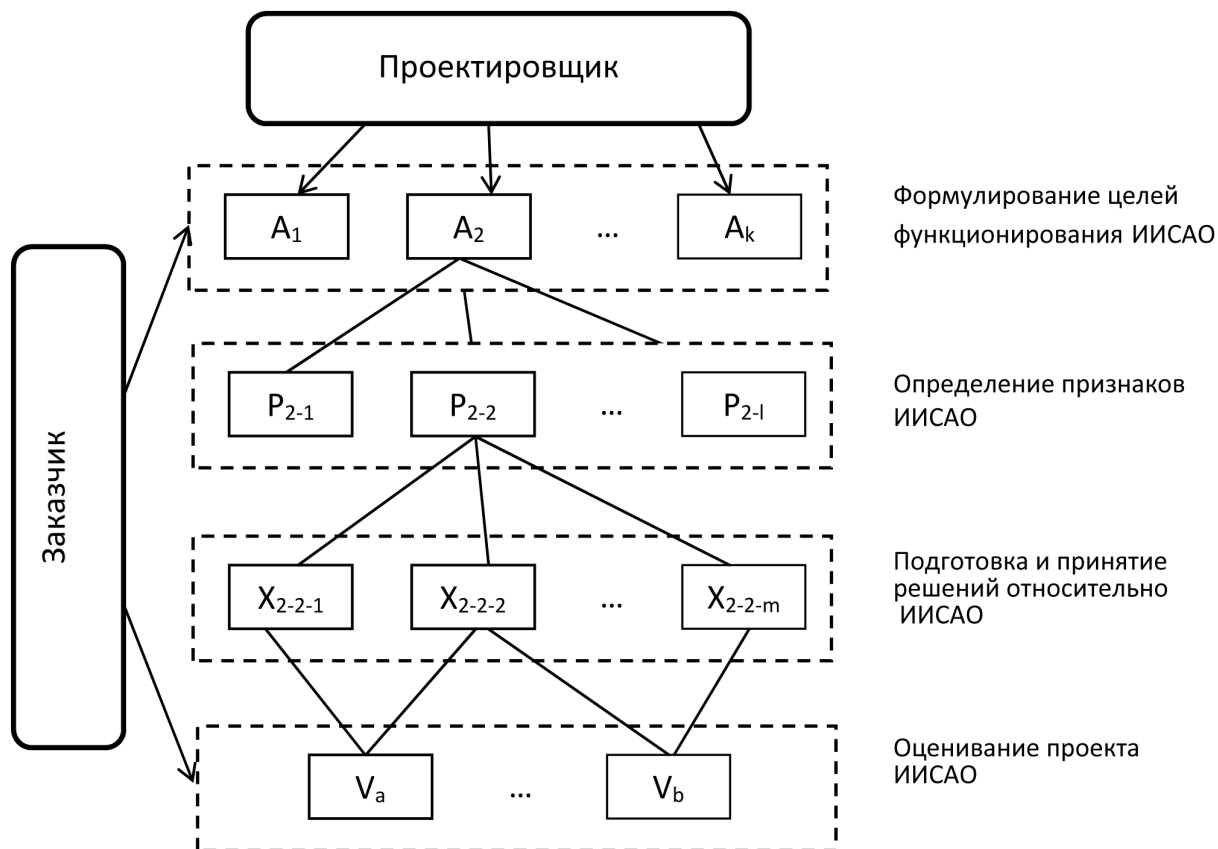 Проектировщик
A1 A2 ... Ak
Формулирование целей
функционирования ИИСАО
Заказчик
P2-1 P2-2 ... P2-l
Определение признаков
ИИСАО
X2-2-1 X2-2-2 ... X2-2-m
Подготовка и принятие
решений относительно
ИИСАО
Va ... Vb
Оценивание проекта
ИИСАО